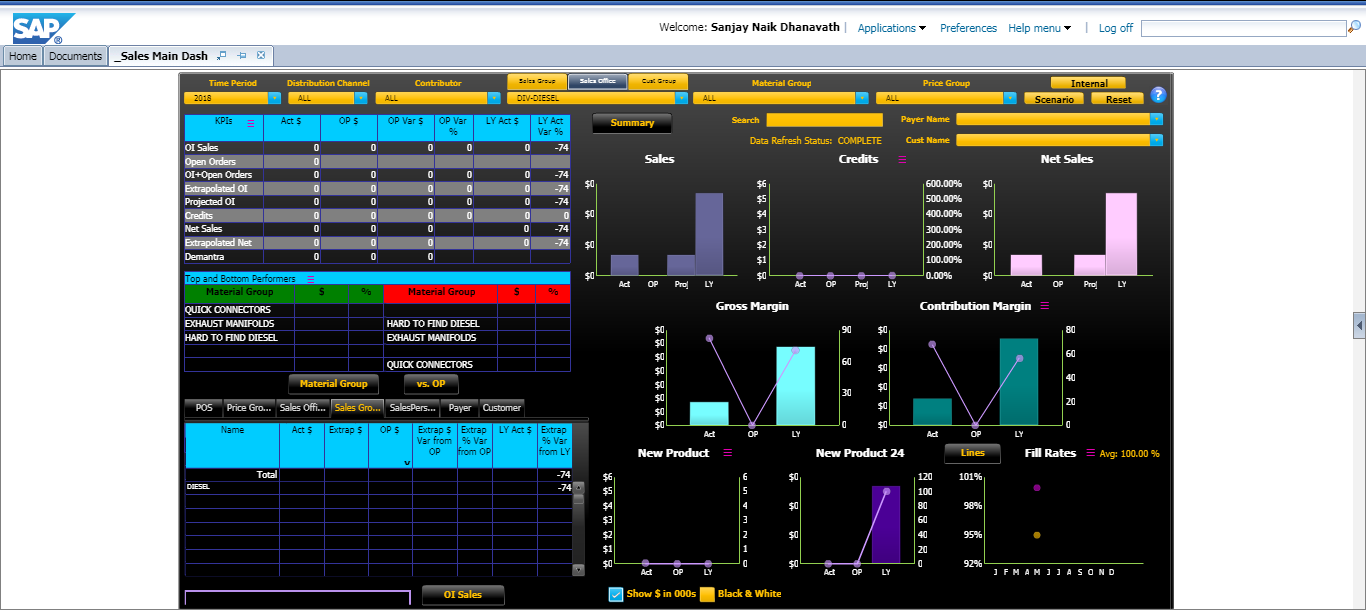 SAP ®
Welcome: Sanjay Naik Dhanavath | Applications Preferences Help menu | Log off
Home Documents _Sales Main Dash
Time Period Distribution Channel Contributor Sales Group Sales Office Cust Group Material Group Price Group Internal
2018 ALL ALL DIV-DIESEL ALL ALL Scenario Reset ?
KPIs Act $ OP $ OP Var $ OP Var % LY Act $ LY Act Var %
OI Sales 0 0 0 0 0 -74
Open Orders 0
OI+Open Orders 0 0 0 0 0 -74
Extrapolated OI 0 0 0 0 0 -74
Projected OI 0 0 0 0 0 -74
Credits 0 0 0 0 0 0
Net Sales 0 0 0 0 -74
Extrapolated Net 0 0 0 0 -74
Demantra 0 0 0
Top and Bottom Performers
Material Group $ % Material Group $ %
QUICK CONNECTORS
EXHAUST MANIFOLDS HARD TO FIND DIESEL
HARD TO FIND DIESEL EXHAUST MANIFOLDS
QUICK CONNECTORS
Material Group vs. OP
POS Price Gro... Sales Offi... Sales Gro... SalesPers... Payer Customer
Name Act $ Extrap $ OP $ Extrap $ Var from OP Extrap % Var from OP LY Act $ Extrap % Var from LY
v
Total -74
DIESEL -74
OI Sales
Summary Search Payer Name
Data Refresh Status: COMPLETE Cust Name
Sales
$0
$0
$0
$0
Act OP Proj LY
Credits
$6 600.00%
$5 500.00%
$4 400.00%
$3 300.00%
$2 200.00%
$1 100.00%
$0 0.00%
Act OP Proj LY
Net Sales
$0
$0
$0
$0
Act OP Proj LY
Gross Margin
$0 90
$0
$0 60
$0
$0 30
$0
$0
$0 0
Act OP LY
Contribution Margin
$0 80
$0 60
$0 40
$0 20
$0
$0 0
Act OP LY
New Product
$6 6
$5 5
$4 4
$3 3
$2 2
$1 1
$0 0
Act OP LY
New Product 24
$0 120
100
$0 80
60
$0 40
20
$0 0
Act OP LY
Lines Fill Rates Avg: 100.00 %
101%
98%
95%
92%
J F M A M J J A S O N D
Show $ in 000s Black & White